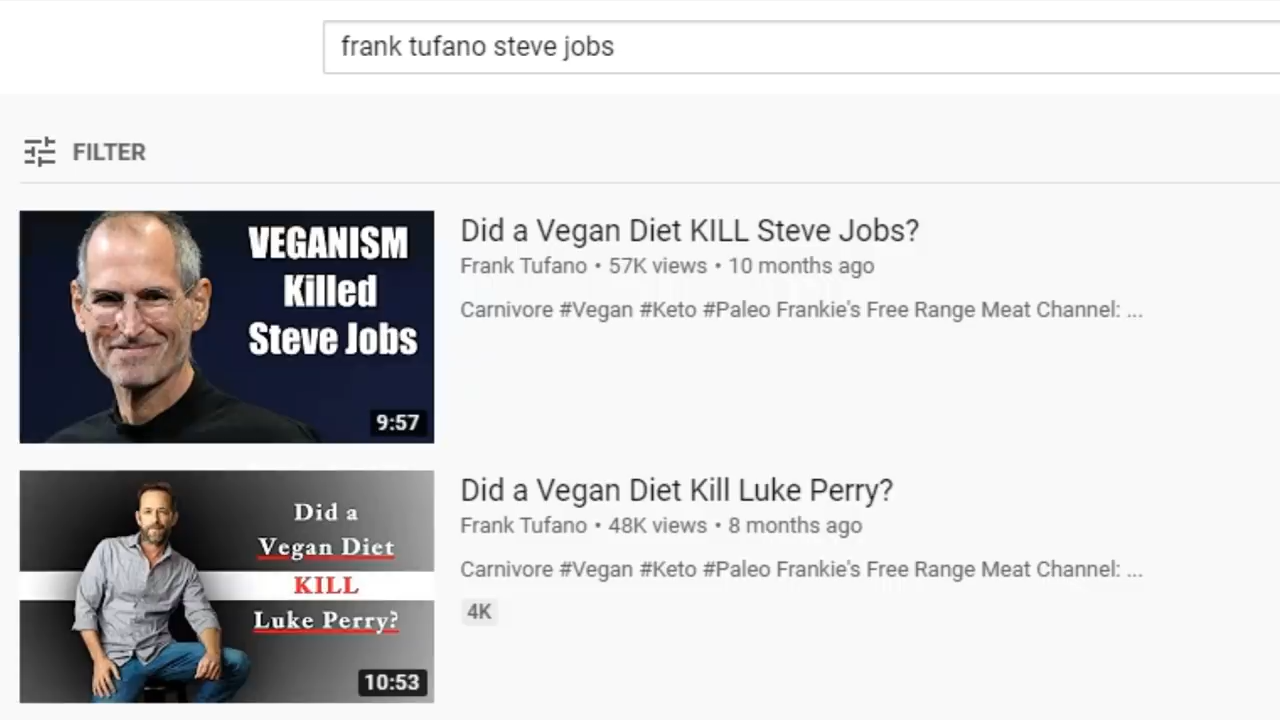 frank tufano steve jobs
FILTER
VEGANISM
Killed
Steve Jobs
9:57
Did a Vegan Diet KILL Steve Jobs?
Frank Tufano • 57K views • 10 months ago
Carnivore #Vegan #Keto #Paleo Frankie's Free Range Meat Channel: ...
Did a
Vegan Diet
KILL
Luke Perry?
10:53
Did a Vegan Diet Kill Luke Perry?
Frank Tufano • 48K views • 8 months ago
Carnivore #Vegan #Keto #Paleo Frankie's Free Range Meat Channel: ...
4K